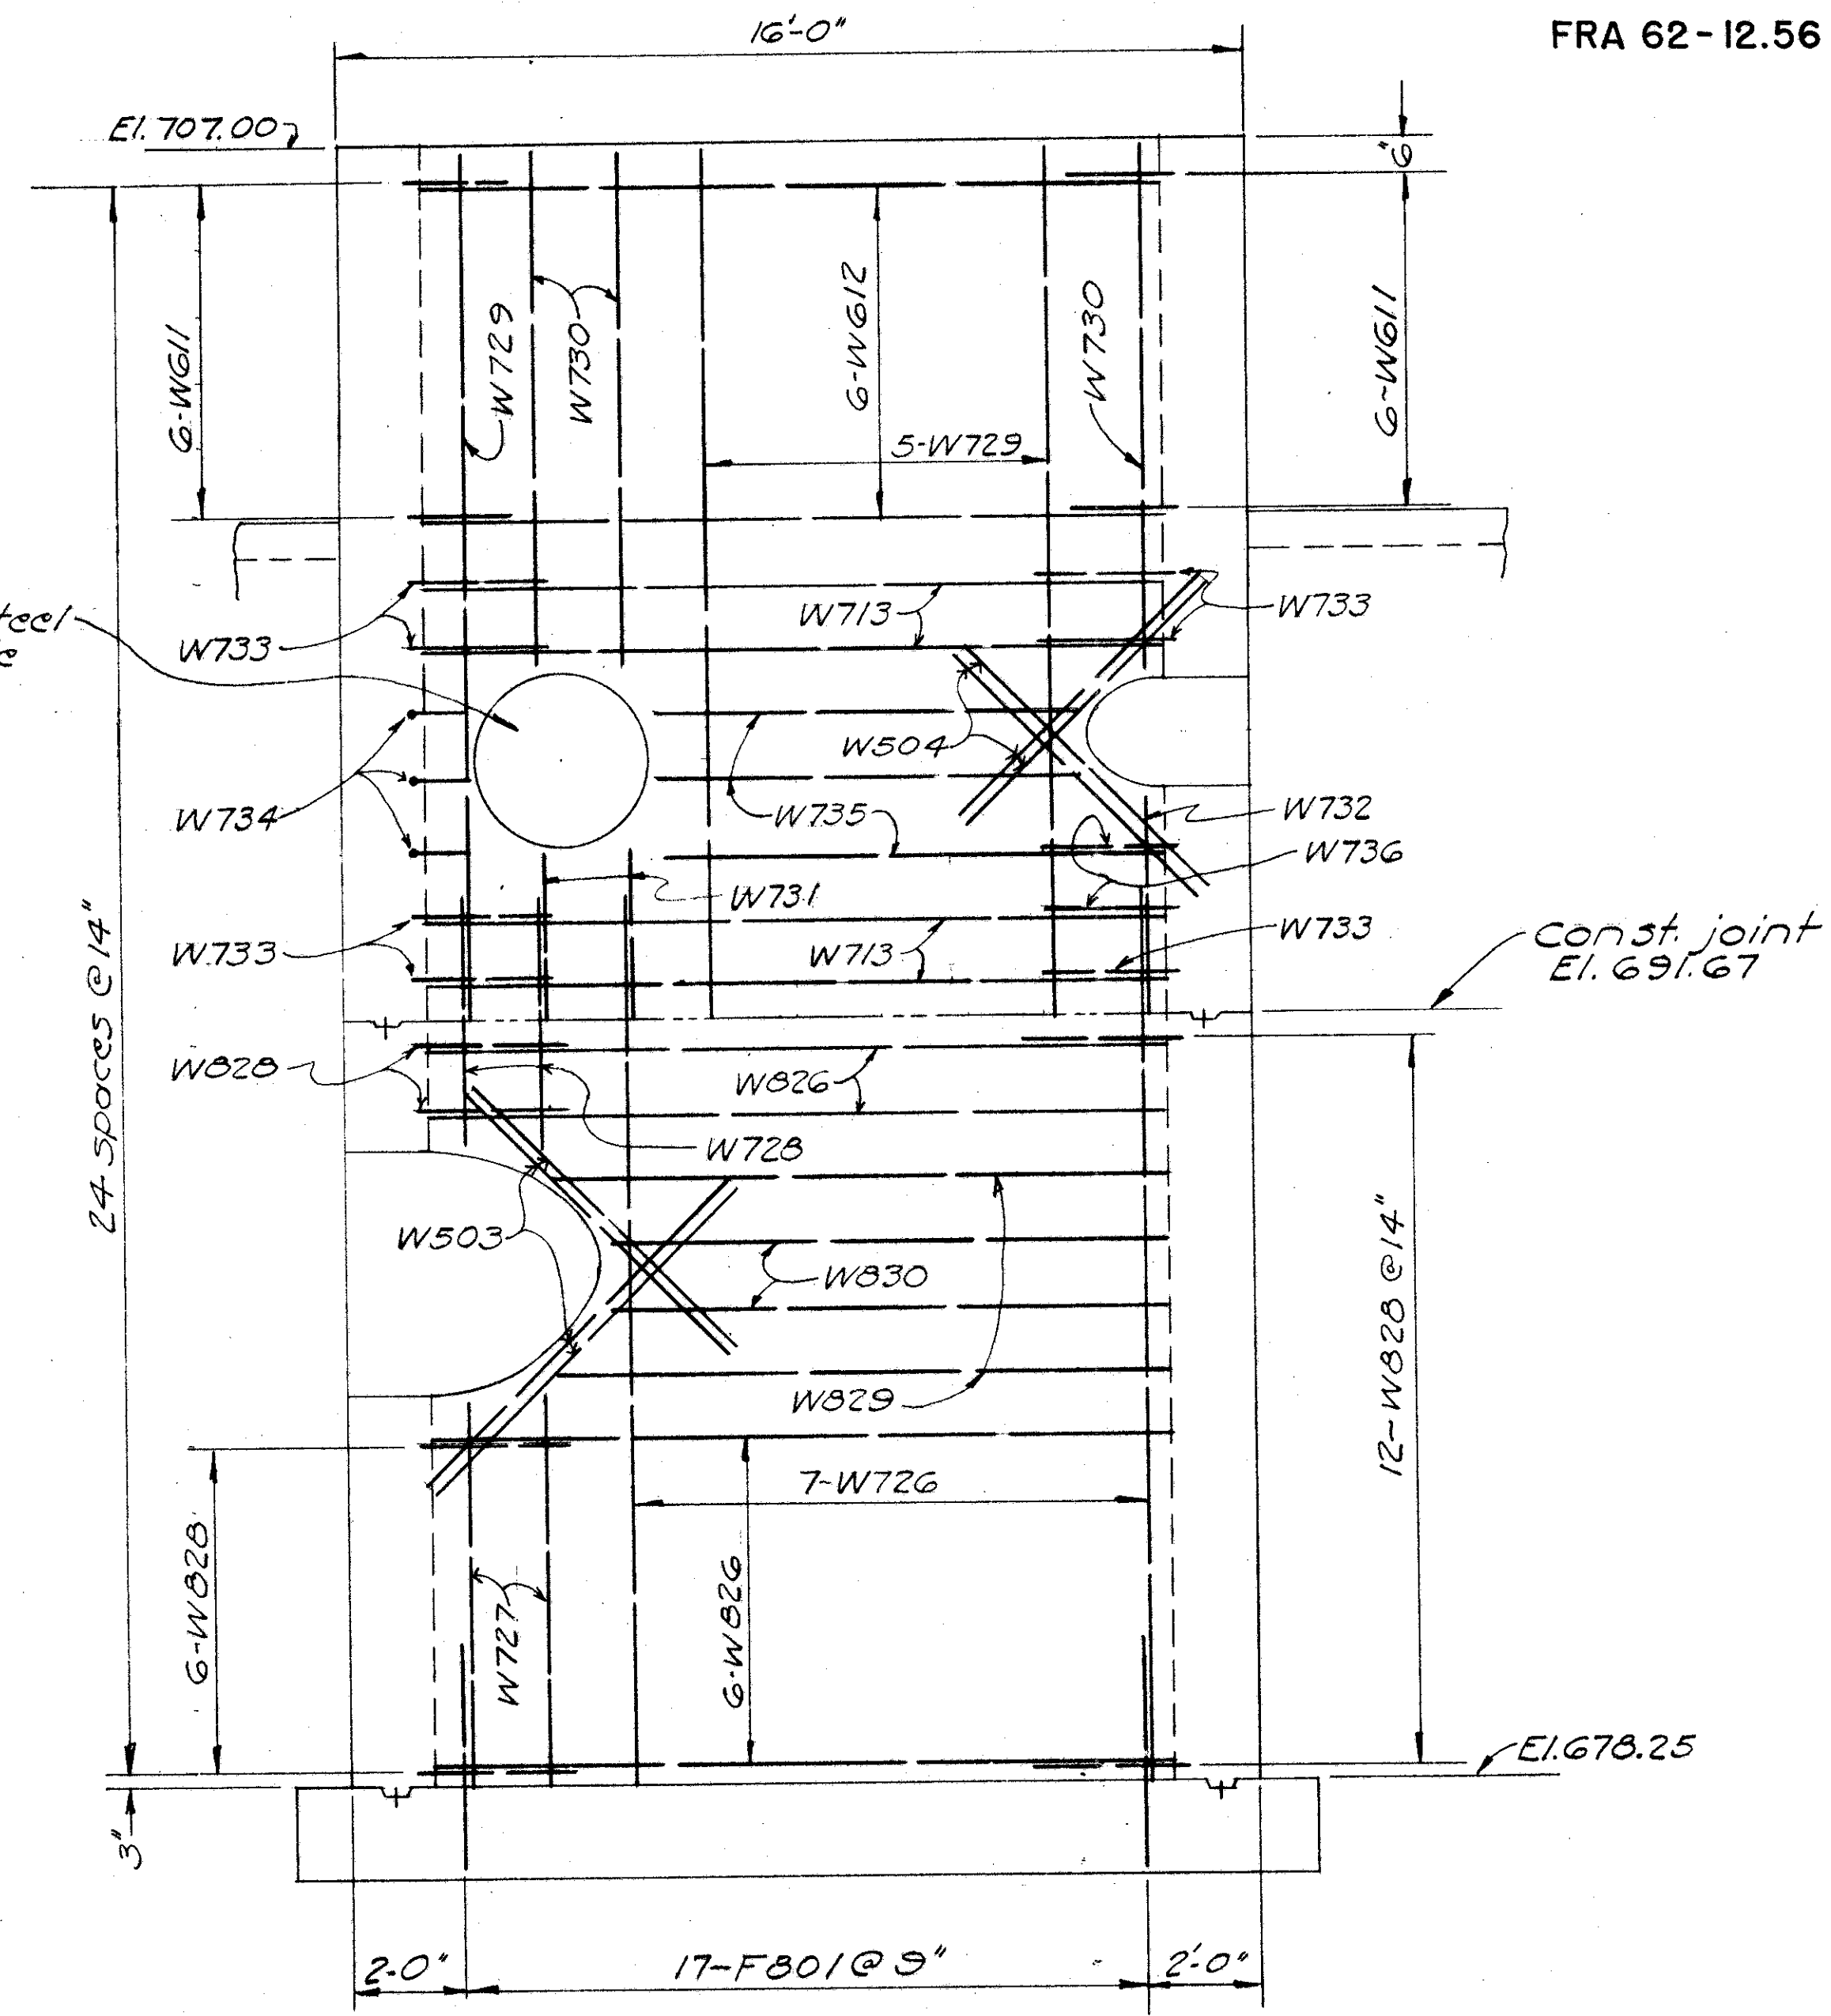 FRA 62-12.56
16'-0"
El. 707.00
6"
6-W611
W729
W730
6-W612
W730
6-W611
5-W729
W733
W713
W733
W504
W734
W735
W732
W736
W731
24 spaces @ 14"
W733
W713
W733
Const. joint
El. 691.67
W828
W826
W728
W503
W830
12-W828 @ 14"
W829
7-W726
6-W828
W727
6-W826
El. 678.25
3"
2'-0"
17-F801 @ 9"
2'-0"